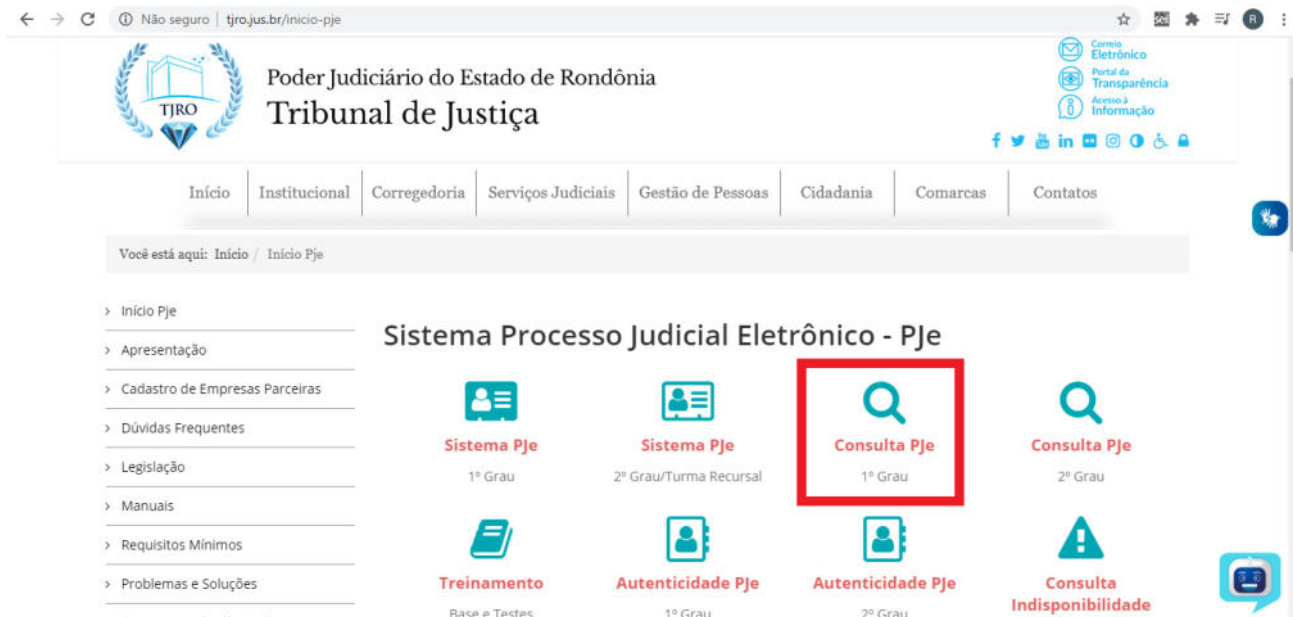 Não seguro | tjro.jus.br/inicio-pje
R
Correio
Eletrônico
Portal da
Transparência
Acesso à
Informação
TJRO
Poder Judiciário do Estado de Rondônia
Tribunal de Justiça
Início Institucional Corregedoria Serviços Judiciais Gestão de Pessoas Cidadania Comarcas Contatos
Você está aqui: Início / Início Pje
Início Pje
Apresentação
Cadastro de Empresas Parceiras
Dúvidas Frequentes
Legislação
Manuais
Requisitos Mínimos
Problemas e Soluções
Sistema Processo Judicial Eletrônico - PJe
Sistema PJe
1º Grau
Sistema PJe
2º Grau/Turma Recursal
Consulta PJe
1º Grau
Consulta PJe
2º Grau
Treinamento
Base e Testes
Autenticidade PJe
1º Grau
Autenticidade PJe
2º Grau
Consulta
Indisponibilidade